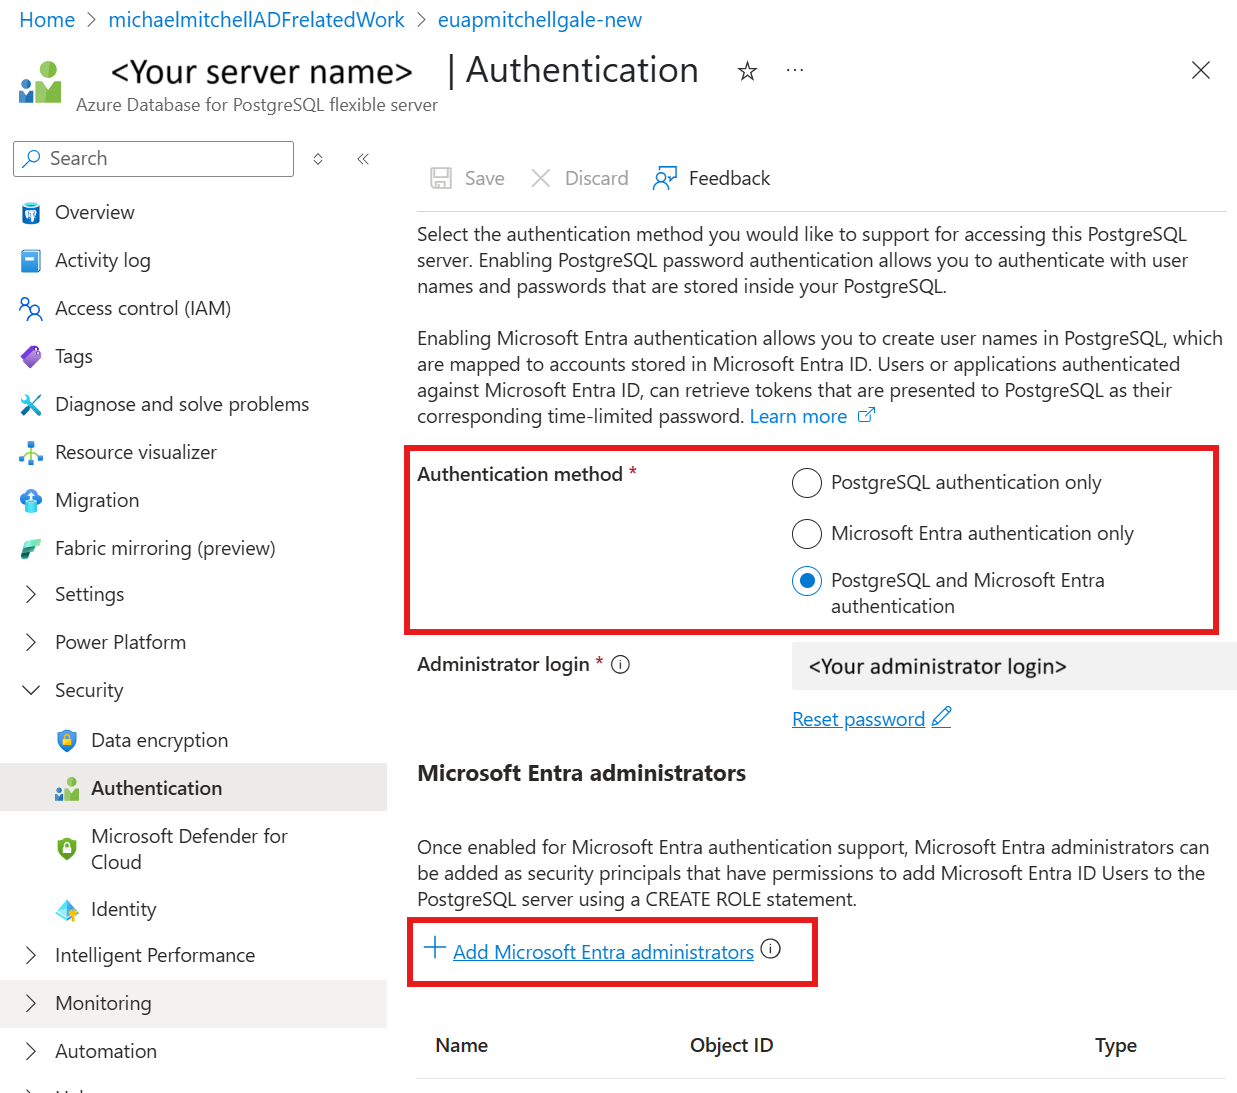 Home > michaelmitchellADFrelatedWork > euapmitchellgale-new
<Your server name> | Authentication
Azure Database for PostgreSQL flexible server
Search
Overview
Activity log
Access control (IAM)
Tags
Diagnose and solve problems
Resource visualizer
Migration
Fabric mirroring (preview)
Settings
Power Platform
Security
Data encryption
Authentication
Microsoft Defender for
Cloud
Identity
Intelligent Performance
Monitoring
Automation
Save Discard Feedback
Select the authentication method you would like to support for accessing this PostgreSQL
server. Enabling PostgreSQL password authentication allows you to authenticate with user
names and passwords that are stored inside your PostgreSQL.
Enabling Microsoft Entra authentication allows you to create user names in PostgreSQL, which
are mapped to accounts stored in Microsoft Entra ID. Users or applications authenticated
against Microsoft Entra ID, can retrieve tokens that are presented to PostgreSQL as their
corresponding time-limited password. Learn more
Authentication method *
PostgreSQL authentication only
Microsoft Entra authentication only
PostgreSQL and Microsoft Entra
authentication
Administrator login *
<Your administrator login>
Reset password
Microsoft Entra administrators
Once enabled for Microsoft Entra authentication support, Microsoft Entra administrators can
be added as security principals that have permissions to add Microsoft Entra ID Users to the
PostgreSQL server using a CREATE ROLE statement.
Add Microsoft Entra administrators
Name Object ID Type